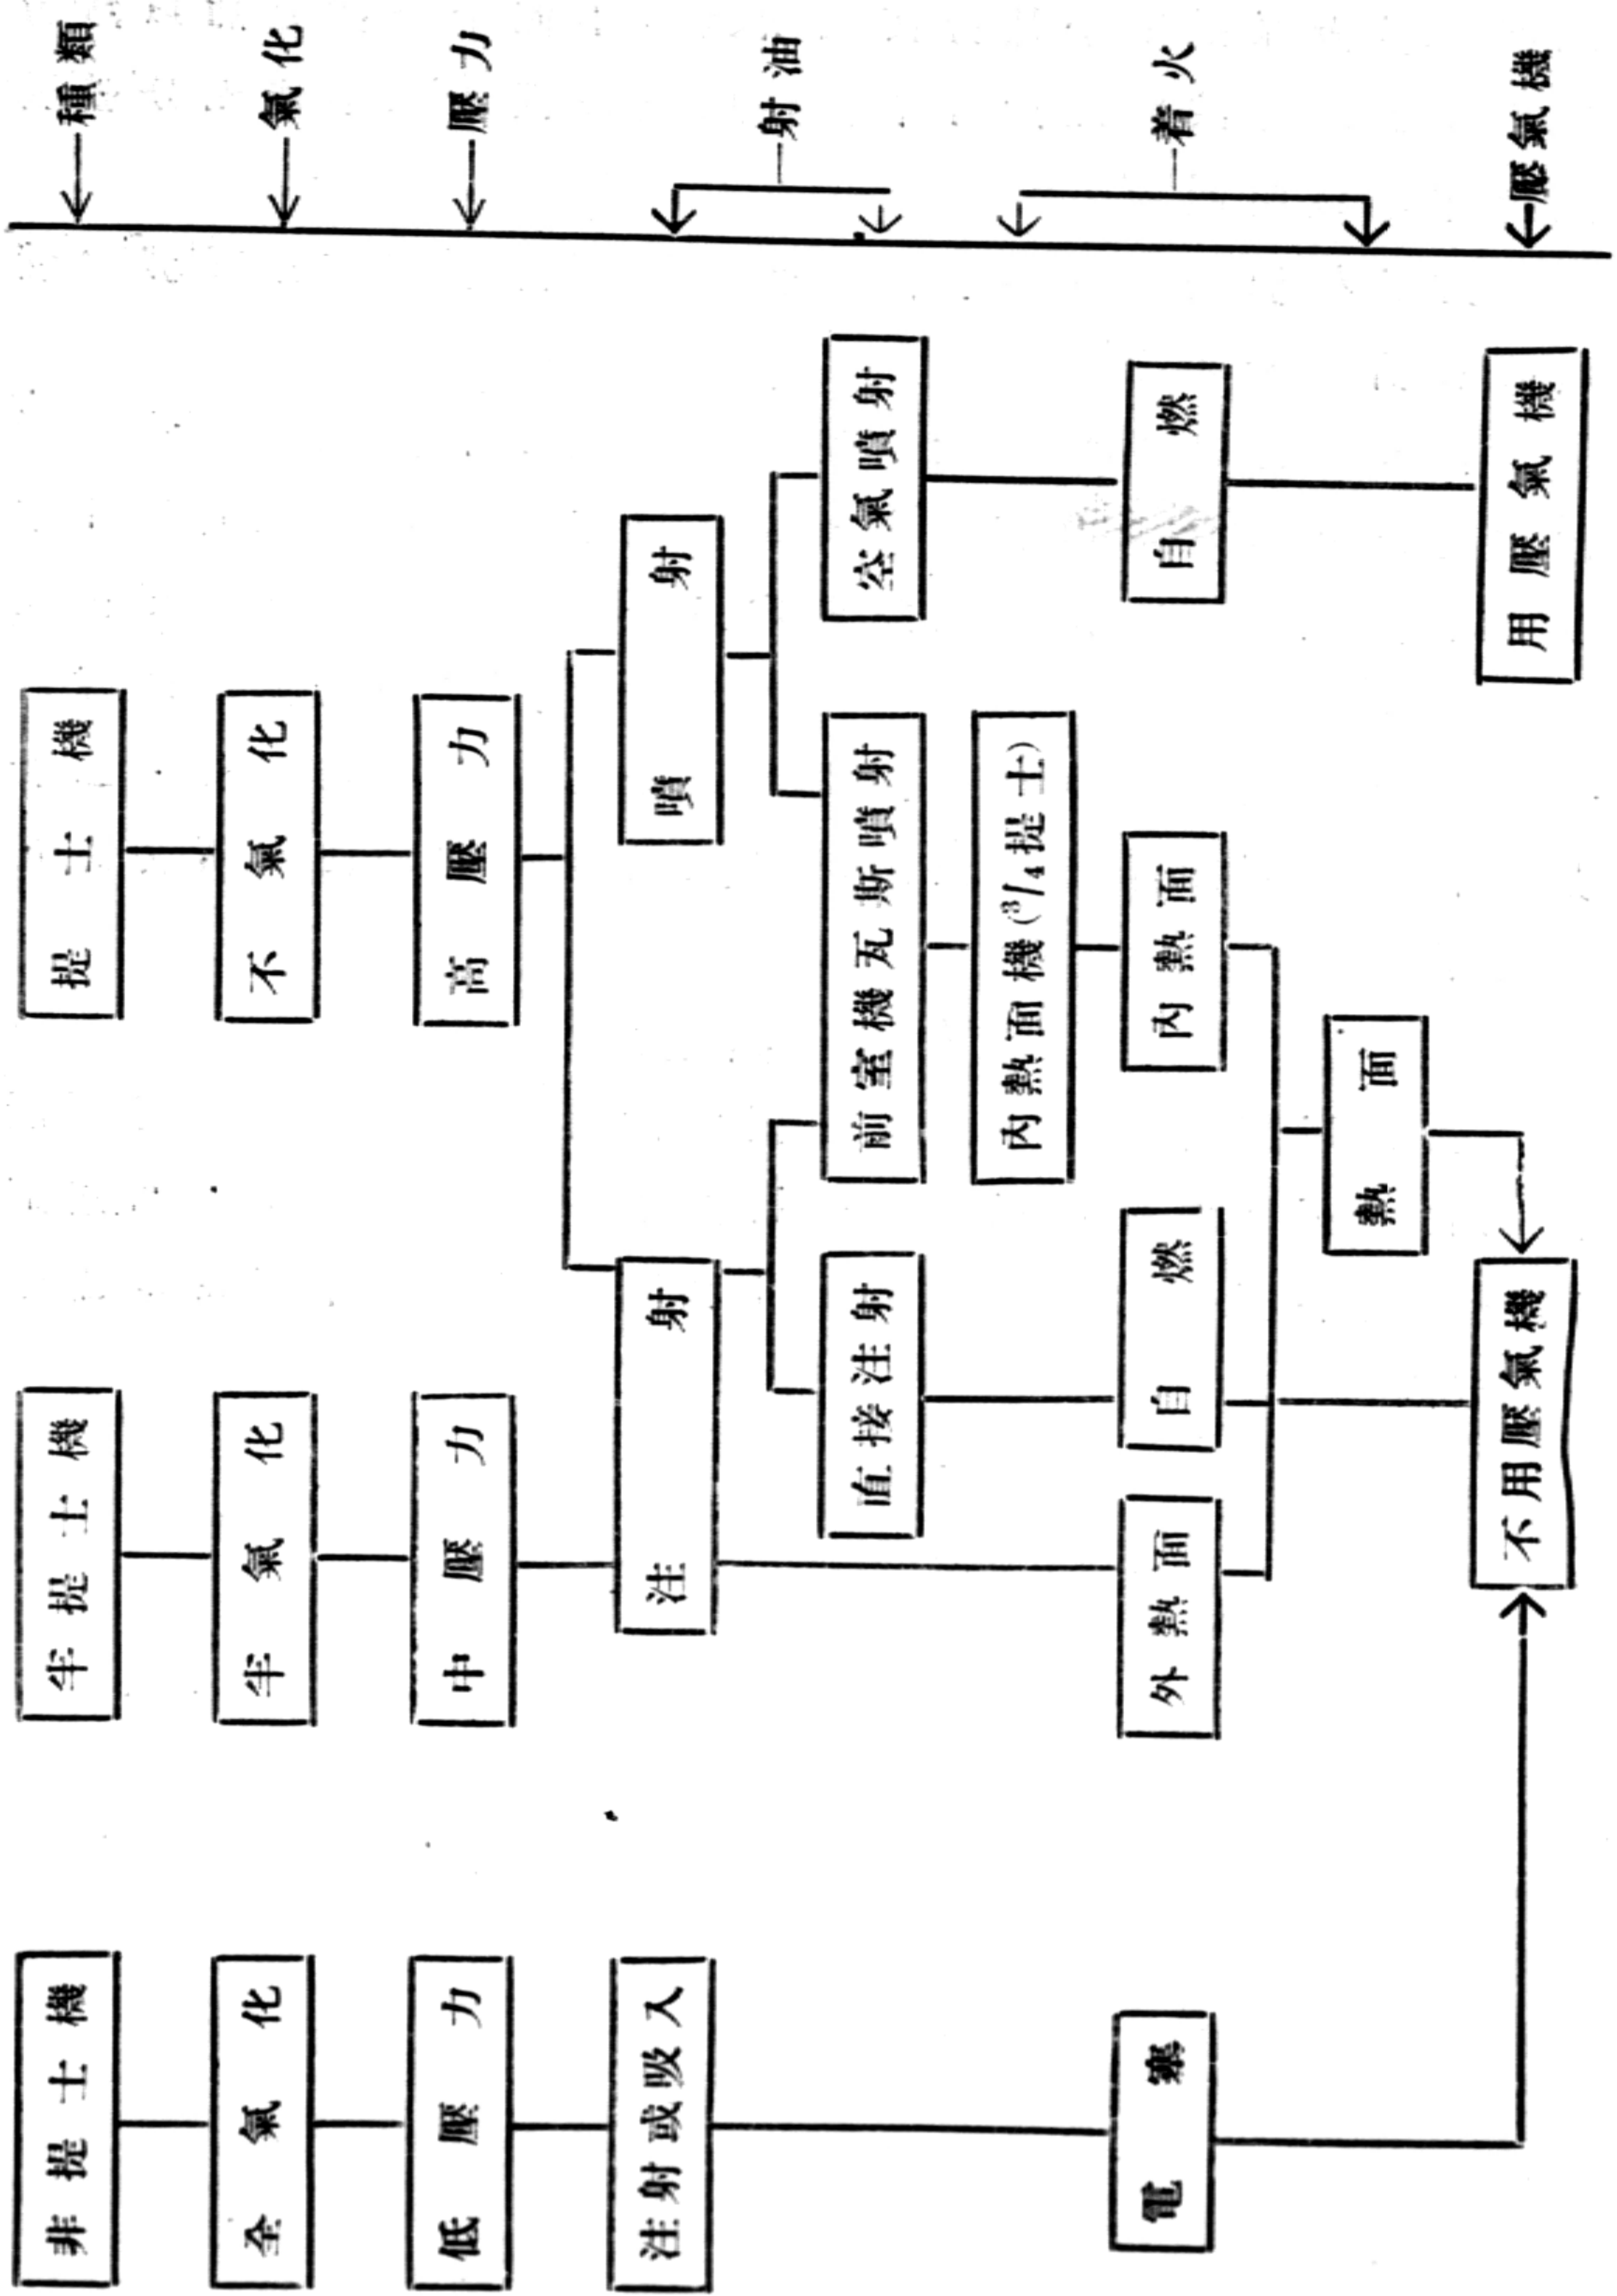 非提士機
半提士機
提士機
種類
全氣化
半氣化
不氣化
氣化
低壓力
中壓力
高壓力
壓力
注射或吸入
注射
噴射
射油
直接注射
前室機瓦斯噴射
空氣噴射
內熱面機(3/4提士)
電塞
外熱面
自燃
內熱面
自燃
着火
熱面
不用壓氣機
用壓氣機
壓氣機